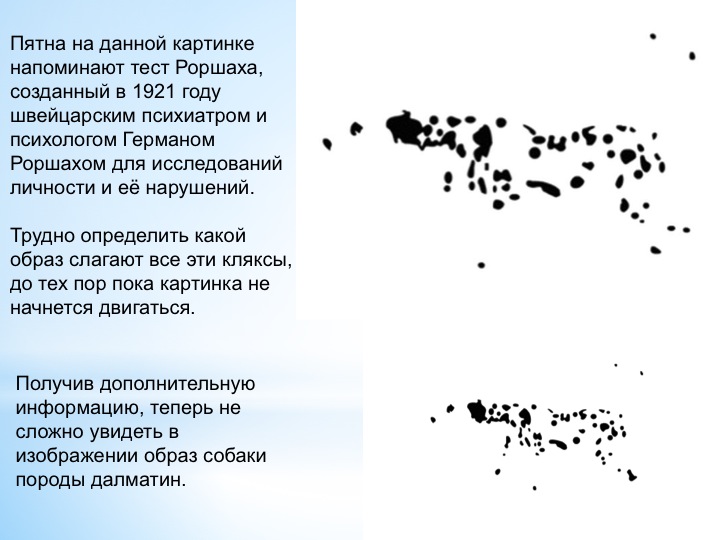 Пятна на данной картинке
напоминают тест Роршаха,
созданный в 1921 году
швейцарским психиатром и
психологом Германом
Роршахом для исследований
личности и её нарушений.
Трудно определить какой
образ слагают все эти кляксы,
до тех пор пока картинка не
начнется двигаться.
Получив дополнительную
информацию, теперь не
сложно увидеть в
изображении образ собаки
породы далматин.